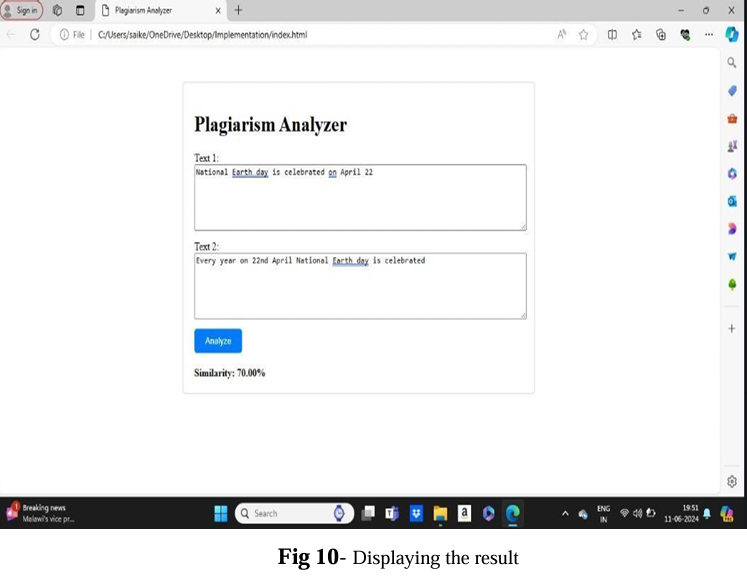 Sign in
Plagiarism Analyzer
File
C:/Users/saike/OneDrive/Desktop/Implementation/index.html
Plagiarism Analyzer
Text 1:
National Earth day is celebrated on April 22
Text 2:
Every year on 22nd April National Earth day is celebrated
Analyze
Similarity: 70.00%
1
Breaking news
Malawi's vice pr...
Search
ENG
IN
19:51
11-06-2024
Fig 10- Displaying the result